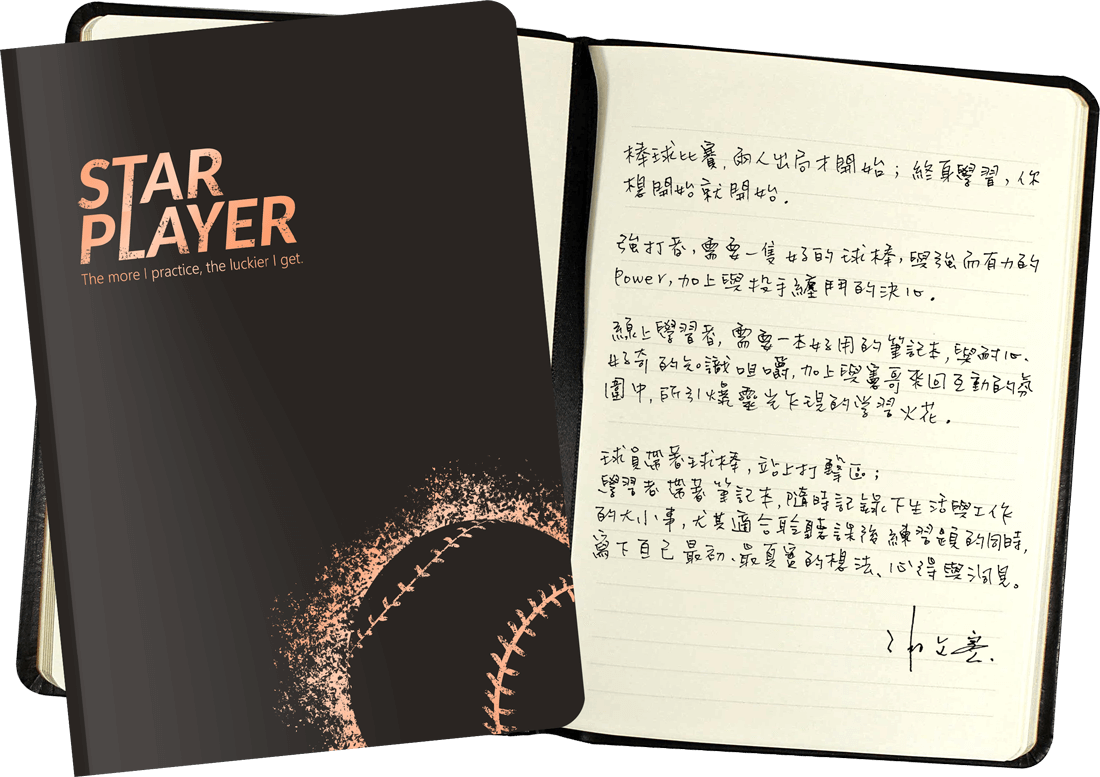 STAR
PLAYER
The more I practice, the luckier I get.
棒球比賽，兩人出局才開始；終身學習，你
想開始就開始.
強打者，需要一隻好的球棒，與強而有力的
Power，加上與投手纏鬥的決心.
線上學習者，需要一本好用的筆記本，與耐心、
好奇的知識咀嚼，加上與憲哥來回互動的氛
圍中，所引爆靈光乍現的学習火花.
球員帶著球棒，站上打擊區；
學習者帶著筆記本，隨時記錄下生活與工作
的大小事，尤其適合聆聽課後練習題的同時，
寫下自己最初、最真實的想法、心得與洞見。